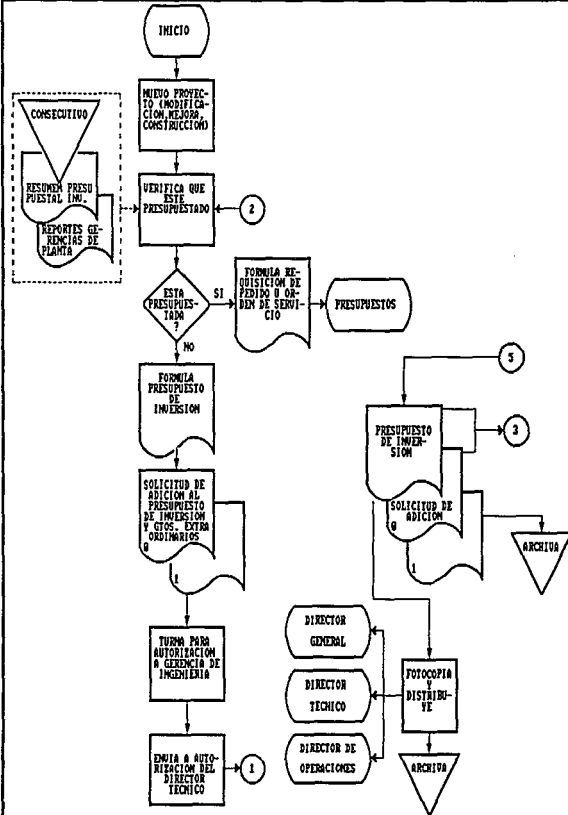 INICIO
NUEVO PROYEC-
TO (MODIFICA-
CION,MEJORA,
CONSTRUCCION)
CONSECUTIVO
RESUMEN PRESU
PUESTAL INV.
REPORTES GE-
RENCIAS DE
PLANTA
VERIFICA QUE
ESTE
PRESUPUESTADO
2
ESTA
PRESUPUES-
TADA
?
SI
FORMULA RE-
QUISICION DE
PEDIDO U OR-
DEN DE SERVI-
CIO
PRESUPUESTOS
NO
FORMULA
PRESUPUESTO
DE
INVERSION
SOLICITUD DE
ADICION AL
PRESUPUESTO
DE INVERSION
Y GTOS. EXTRA
ORDINARIOS
0
1
TURNA PARA
AUTORIZACION
A GERENCIA DE
INGENIERIA
ENVIA A AUTO-
RIZACION DEL
DIRECTOR
TECNICO
1
5
PRESUPUESTO
DE INVER-
SION
3
SOLICITUD DE
ADICION
0
1
ARCHIVA
DIRECTOR
GENERAL
DIRECTOR
TECNICO
DIRECTOR DE
OPERACIONES
FOTOCOPIA
Y
DISTRIBU-
YE
ARCHIVA